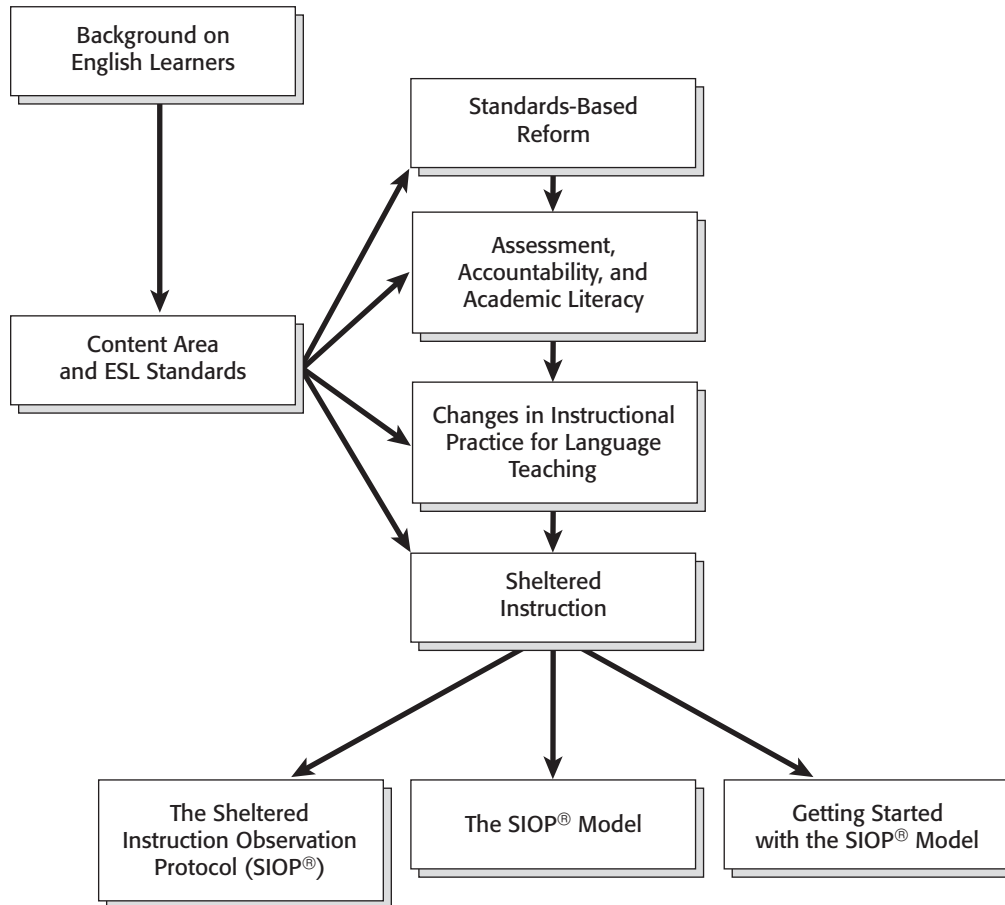 Background on
English Learners
Standards-Based
Reform
Assessment,
Accountability, and
Academic Literacy
Content Area
and ESL Standards
Changes in Instructional
Practice for Language
Teaching
Sheltered
Instruction
The Sheltered
Instruction Observation
Protocol (SIOP®)
The SIOP® Model
Getting Started
with the SIOP® Model